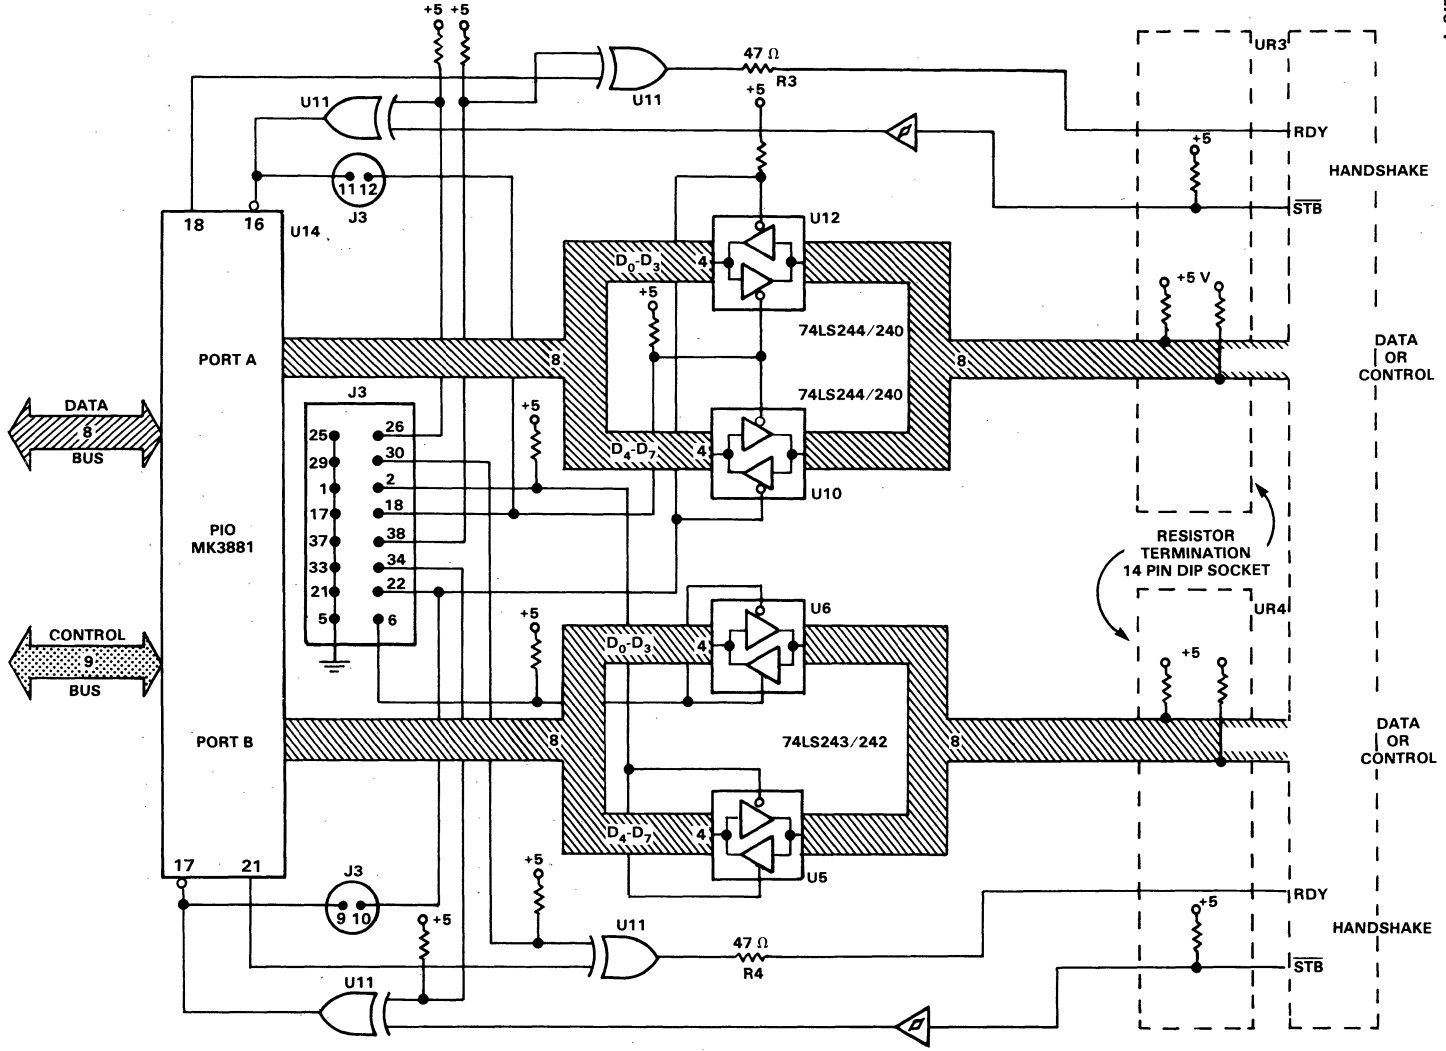 +5 +5
UR3
47 Ω
U11
R3
U11
+5
RDY
+5
HANDSHAKE
11 12
J3
STB
18 16 U14
U12
D0-D3 4
+5
+5 V
74LS244/240
PORT A
8
8
DATA
OR
CONTROL
J3
74LS244/240
DATA
8
BUS
+5
25 26
29 30
D4-D7 4
1 2
U10
17 18
PIO
MK3881
37 38
33 34
21 22
5 6
RESISTOR
TERMINATION
14 PIN DIP SOCKET
+5
U6
UR4
CONTROL
9
BUS
D0-D3 4
+5
PORT B
8
74LS243/242
8
DATA
OR
CONTROL
D4-D7 4
17 21
J3
+5
U5
9 10
RDY
+5
+5
U11
HANDSHAKE
47 Ω
R4
STB
U11